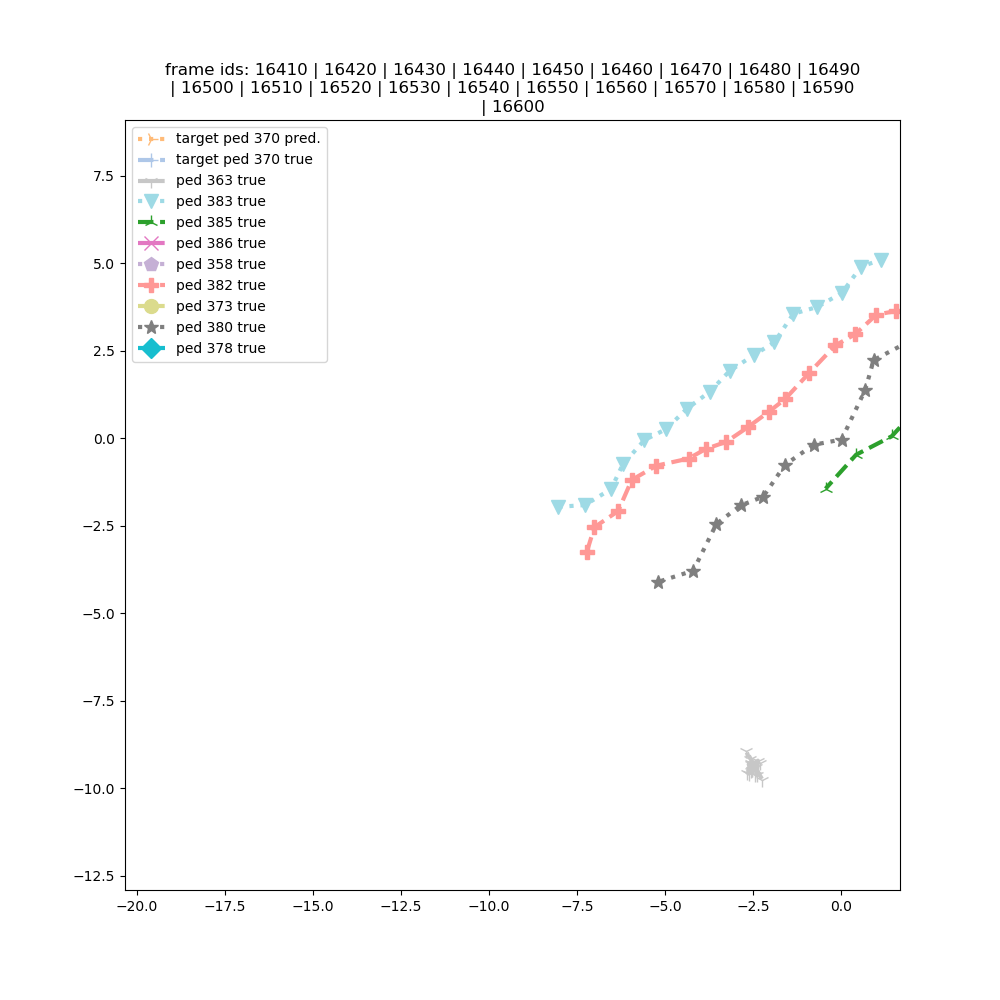 frame ids: 16410 | 16420 | 16430 | 16440 | 16450 | 16460 | 16470 | 16480 | 16490
| 16500 | 16510 | 16520 | 16530 | 16540 | 16550 | 16560 | 16570 | 16580 | 16590
| 16600
target ped 370 pred.
target ped 370 true
ped 363 true
ped 383 true
ped 385 true
ped 386 true
ped 358 true
ped 382 true
ped 373 true
ped 380 true
ped 378 true
7.5
5.0
2.5
0.0
−2.5
−5.0
−7.5
−10.0
−12.5
−20.0 −17.5 −15.0 −12.5 −10.0 −7.5 −5.0 −2.5 0.0